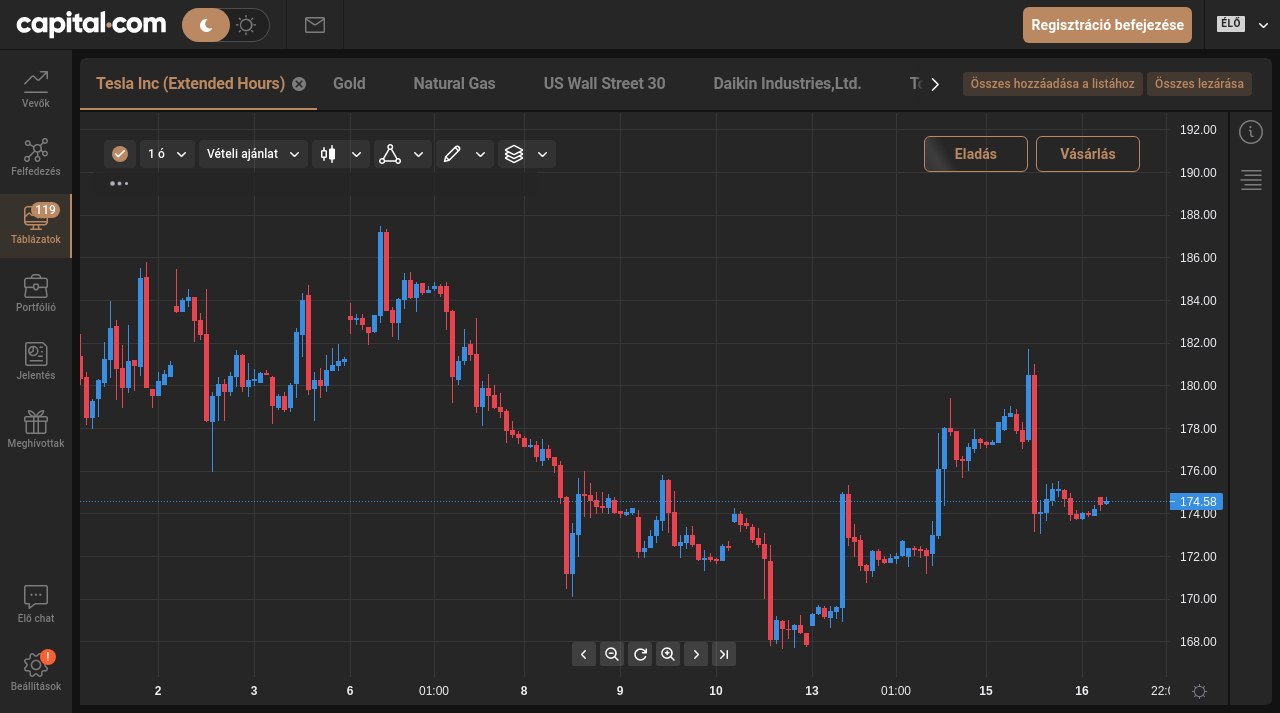 capital.com
Regisztráció befejezése
ÉLŐ
Vevők
Felfedezés
119
Táblázatok
Portfólió
Jelentés
Meghívottak
Élő chat
!
Beállítások
Tesla Inc (Extended Hours)
Gold
Natural Gas
US Wall Street 30
Daikin Industries,Ltd.
Összes hozzáadása a listához
Összes lezárása
1 ó
Vételi ajánlat
Eladás
Vásárlás
192.00
190.00
188.00
186.00
184.00
182.00
180.00
178.00
176.00
174.58
174.00
172.00
170.00
168.00
2
3
6
01:00
8
9
10
13
01:00
15
16